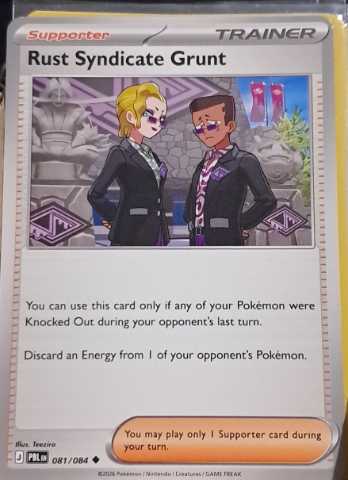 Supporter
TRAINER
Rust Syndicate Grunt
You can use this card only if any of your Pokémon were
Knocked Out during your opponent's last turn.
Discard an Energy from 1 of your opponent's Pokémon.
Illus. Teeziro
You may play only 1 Supporter card during
your turn.
J PBL EN 081/084 ◆
©2026 Pokémon / Nintendo / Creatures / GAME FREAK